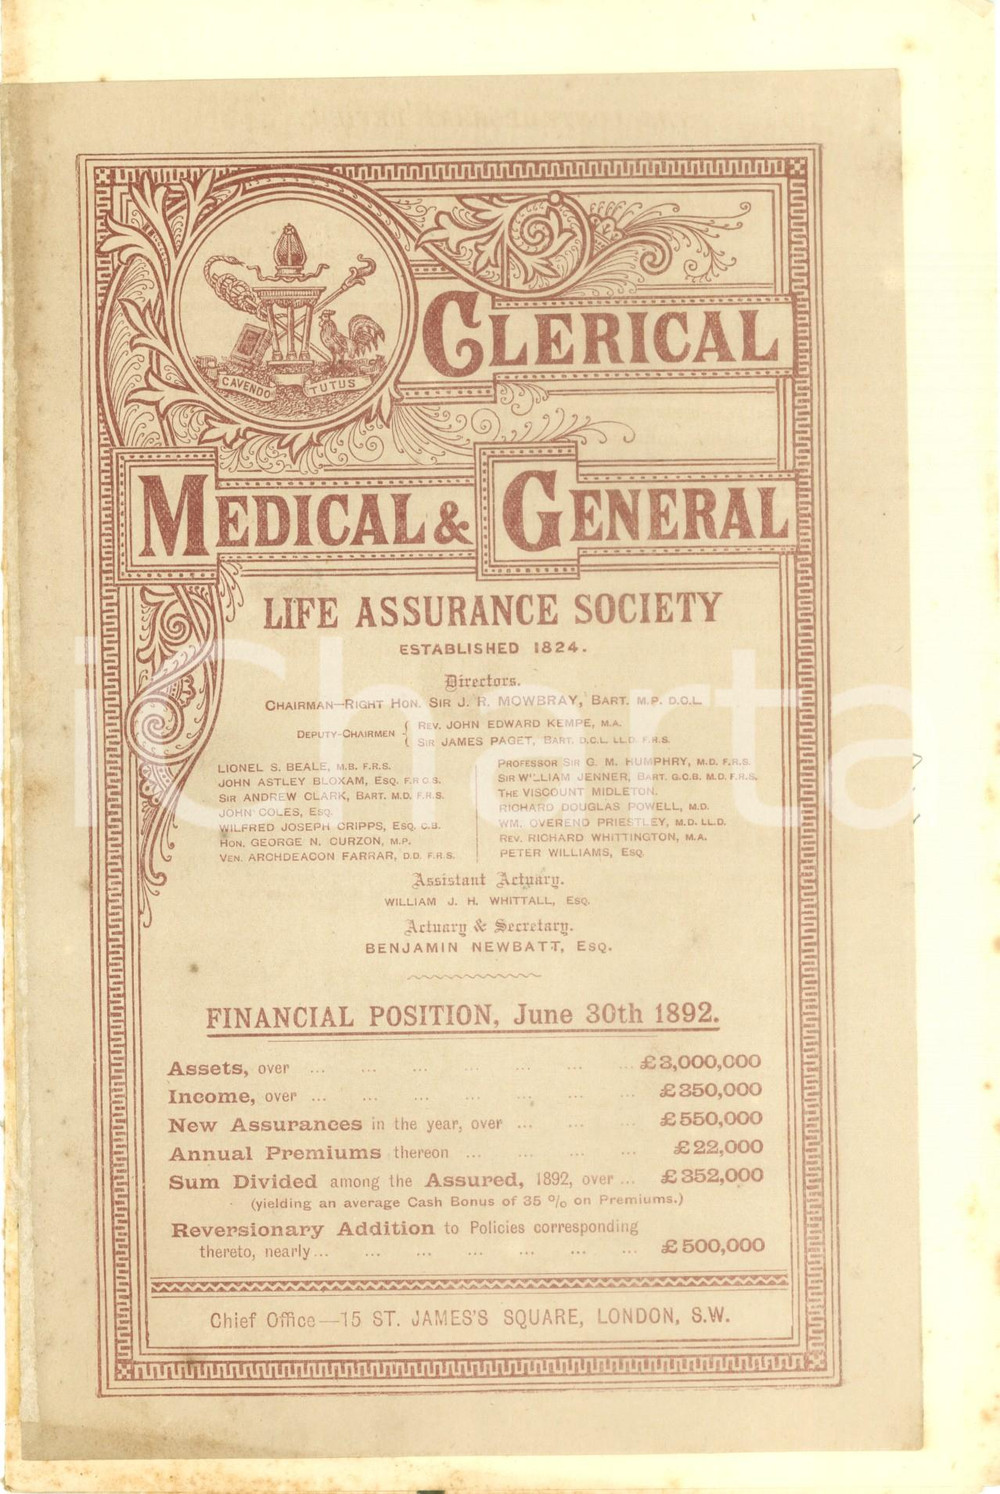 CAVENDO TUTUS
CLERICAL
MEDICAL & GENERAL
LIFE ASSURANCE SOCIETY
ESTABLISHED 1824.
Directors.
CHAIRMAN—RIGHT HON. SIR J. R. MOWBRAY, BART. M.P. D.C.L.
DEPUTY-CHAIRMEN - { REV. JOHN EDWARD KEMPE, M.A.
SIR JAMES PAGET, BART. D.C.L. LL.D. F.R.S.
LIONEL S. BEALE, M.B. F.R.S.
JOHN ASTLEY BLOXAM, ESQ. F.R.C.S.
SIR ANDREW CLARK, BART. M.D. F.R.S.
JOHN COLES, ESQ.
WILFRED JOSEPH CRIPPS, ESQ. C.B.
HON. GEORGE N. CURZON, M.P.
VEN. ARCHDEACON FARRAR, D.D. F.R.S.
PROFESSOR SIR G. M. HUMPHRY, M.D. F.R.S.
SIR WILLIAM JENNER, BART. G.C.B. M.D. F.R.S.
THE VISCOUNT MIDLETON.
RICHARD DOUGLAS POWELL, M.D.
WM. OVEREND PRIESTLEY, M.D. LL.D.
REV. RICHARD WHITTINGTON, M.A.
PETER WILLIAMS, ESQ.
Assistant Actuary.
WILLIAM J. H. WHITTALL, ESQ.
Actuary & Secretary.
BENJAMIN NEWBATT, ESQ.
FINANCIAL POSITION, June 30th 1892.
Assets, over ... ... ... ... ... ... ... £3,000,000
Income, over ... ... ... ... ... ... ... £350,000
New Assurances in the year, over ... ... ... £550,000
Annual Premiums thereon ... ... ... ... £22,000
Sum Divided among the Assured, 1892, over ... £352,000
(yielding an average Cash Bonus of 35 % on Premiums.)
Reversionary Addition to Policies corresponding
thereto, nearly ... ... ... ... ... ... ... £500,000
Chief Office—15 ST. JAMES'S SQUARE, LONDON, S.W.
iCharta